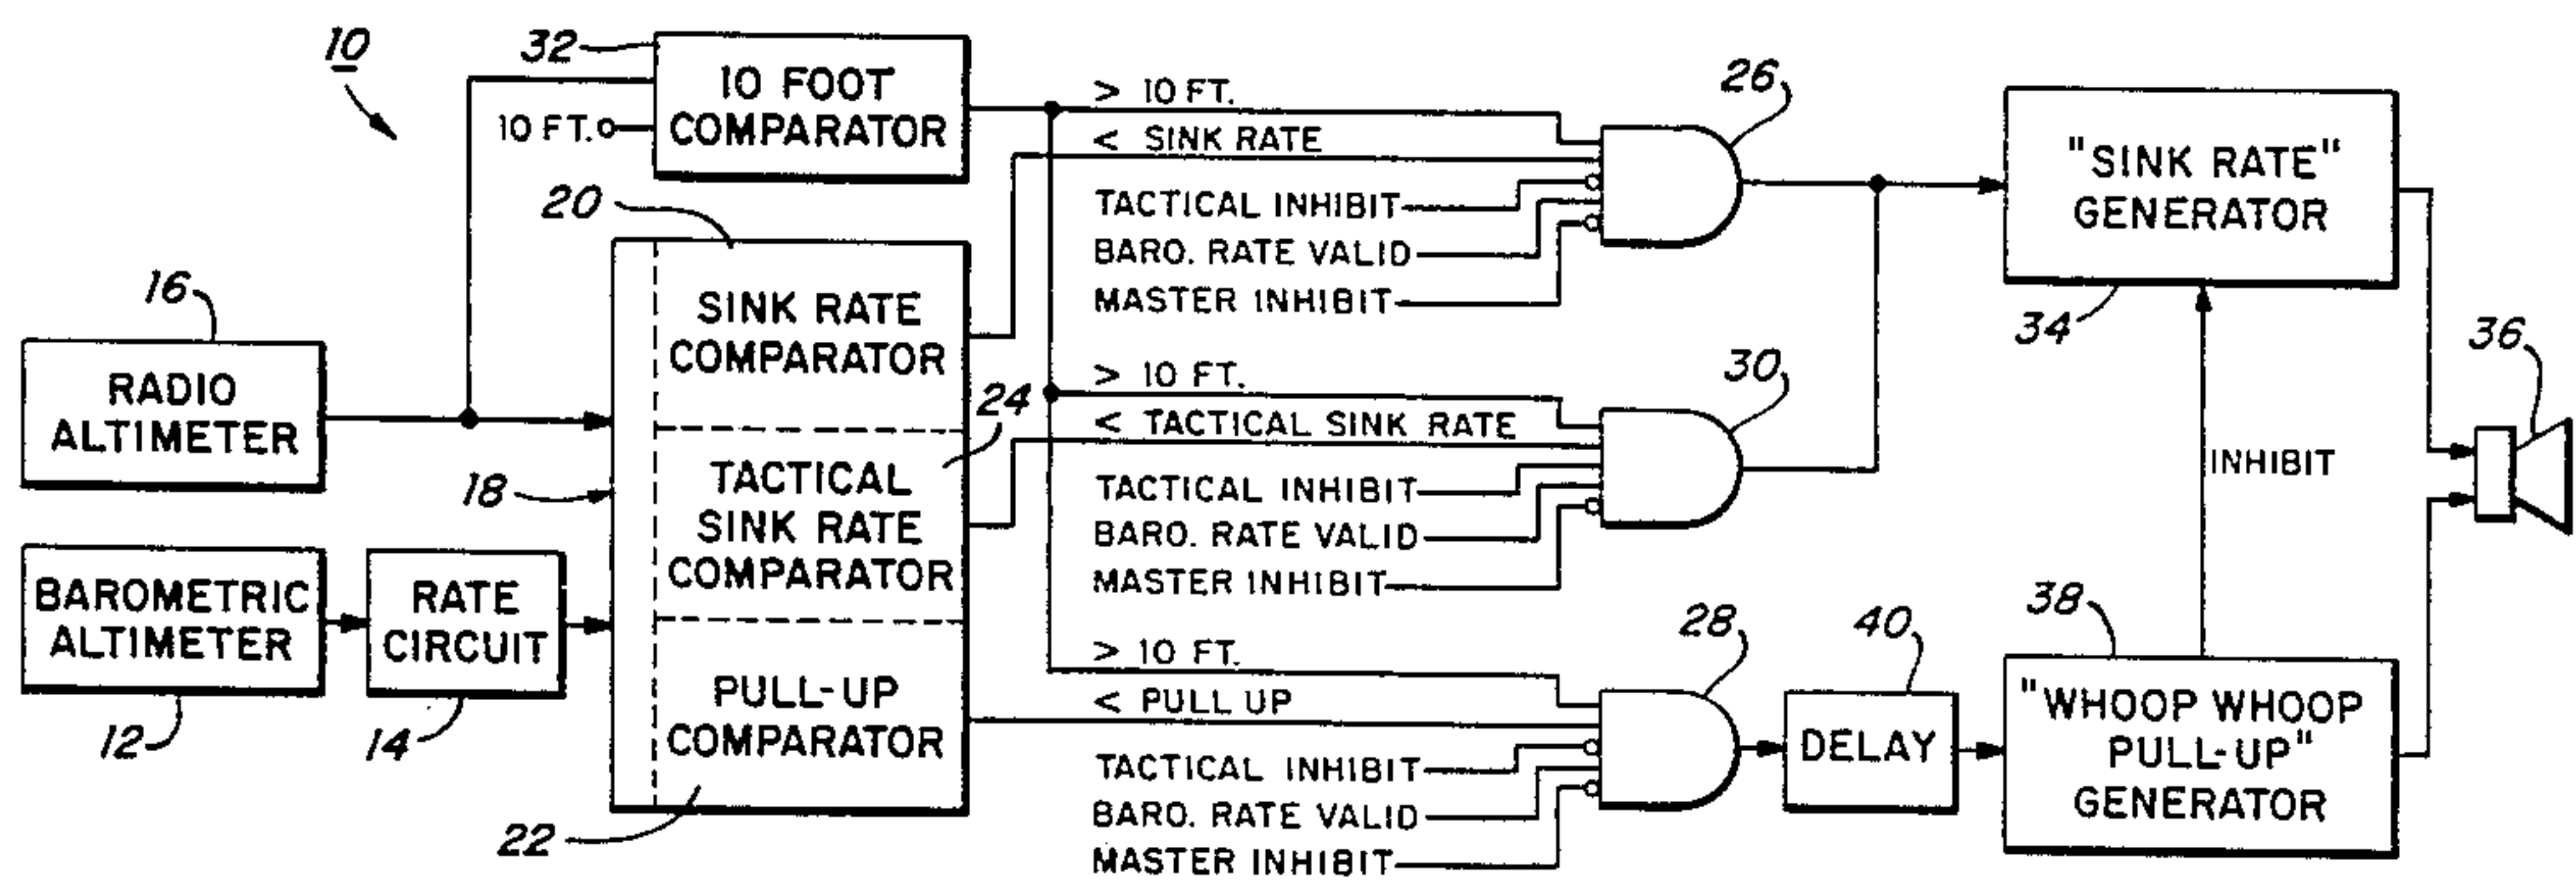 10
32
10 FOOT
COMPARATOR
10 FT.
> 10 FT.
< SINK RATE
TACTICAL INHIBIT
BARO. RATE VALID
MASTER INHIBIT
26
"SINK RATE"
GENERATOR
34
20
SINK RATE
COMPARATOR
16
RADIO
ALTIMETER
18
24
TACTICAL
SINK RATE
COMPARATOR
> 10 FT.
< TACTICAL SINK RATE
TACTICAL INHIBIT
BARO. RATE VALID
MASTER INHIBIT
30
INHIBIT
36
BAROMETRIC
ALTIMETER
12
RATE
CIRCUIT
14
PULL-UP
COMPARATOR
22
> 10 FT.
< PULL UP
TACTICAL INHIBIT
BARO. RATE VALID
MASTER INHIBIT
28
40
DELAY
38
"WHOOP WHOOP
PULL-UP"
GENERATOR